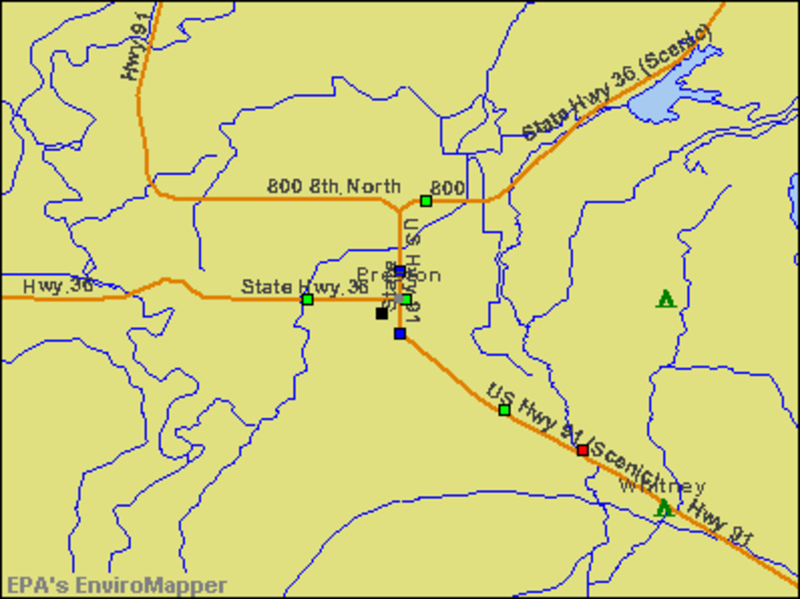 Hwy 91
State Hwy 36 (Scenic)
800 8th North
800
US Hwy 91
Preston
State
Hwy 36
State Hwy 36
US Hwy 91 (Scenic)
Whitney
Hwy 91
EPA's EnviroMapper